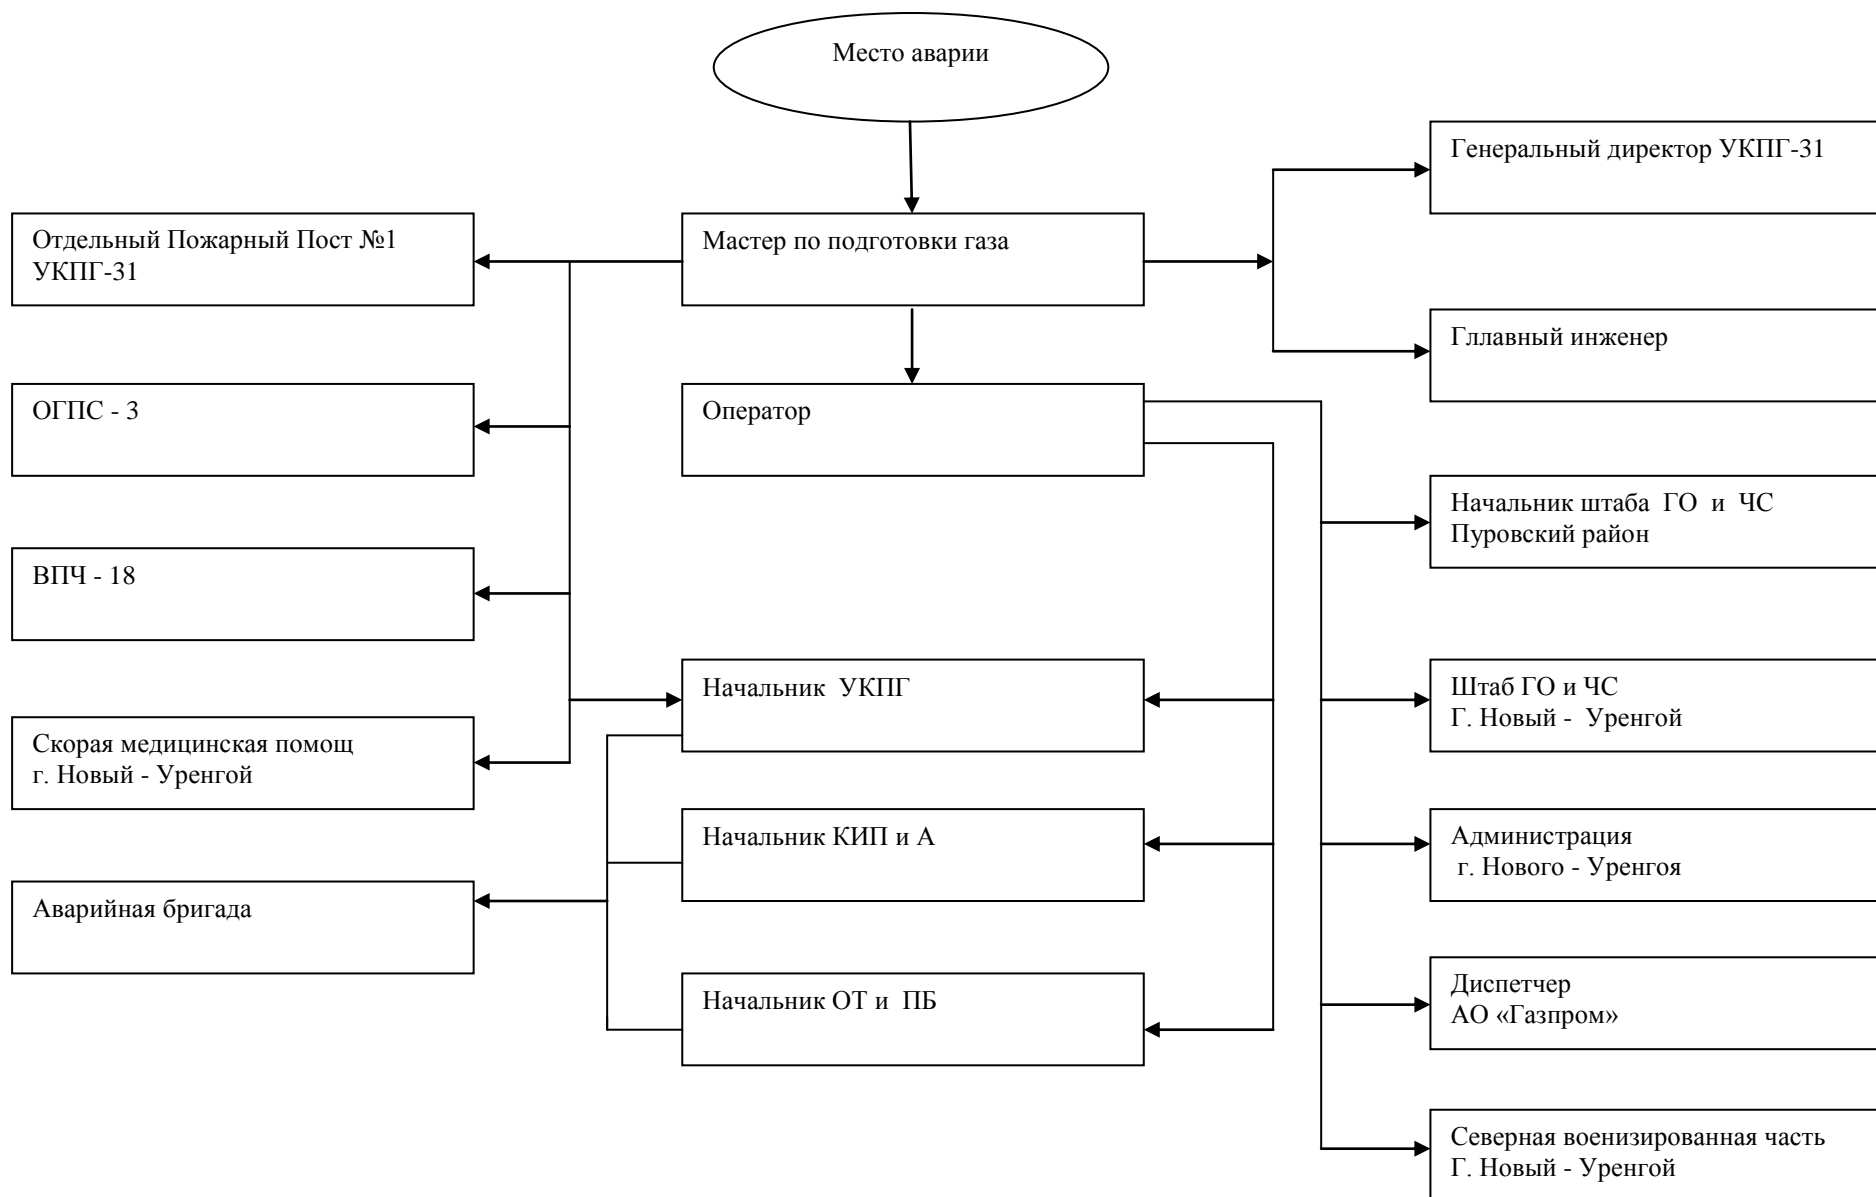 Место аварии
Генеральный директор УКПГ-31
Отдельный Пожарный Пост №1
УКПГ-31
Мастер по подготовки газа
Гллавный инженер
ОГПС - 3
Оператор
Начальник штаба ГО и ЧС
Пуровский район
ВПЧ - 18
Начальник УКПГ
Штаб ГО и ЧС
Г. Новый - Уренгой
Скорая медицинская помощ
г. Новый - Уренгой
Начальник КИП и А
Администрация
г. Нового - Уренгоя
Аварийная бригада
Начальник ОТ и ПБ
Диспетчер
АО «Газпром»
Северная военизированная часть
Г. Новый - Уренгой